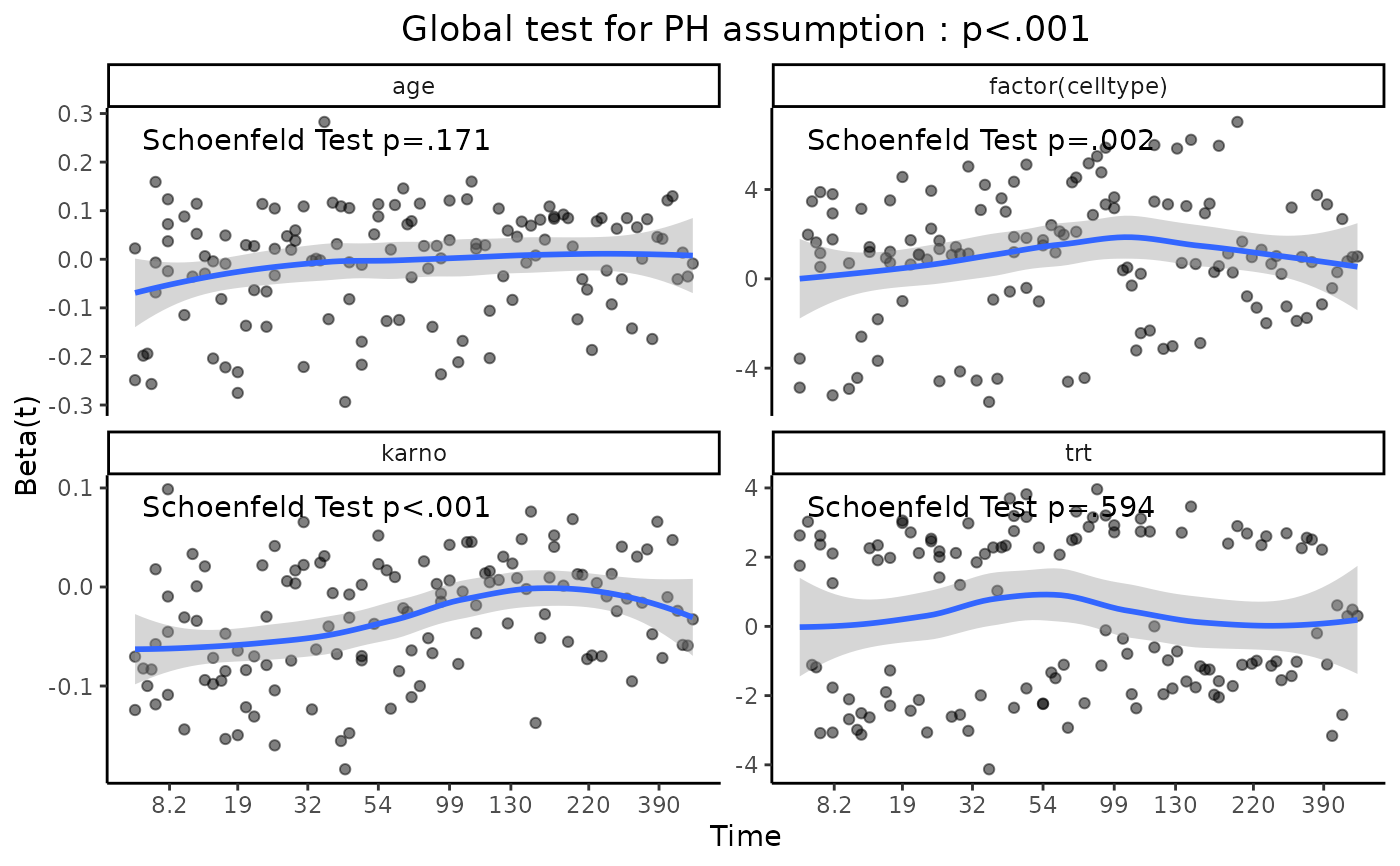 Global test for PH assumption : p<.001
age
factor(celltype)
Schoenfeld Test p=.171
Schoenfeld Test p=.002
0.3
0.2
0.1
0.0
-0.1
-0.2
-0.3
4
0
-4
Beta(t)
karno
trt
Schoenfeld Test p<.001
Schoenfeld Test p=.594
0.1
0.0
-0.1
4
2
0
-2
-4
8.2 19 32 54 99 130 220 390
8.2 19 32 54 99 130 220 390
Time